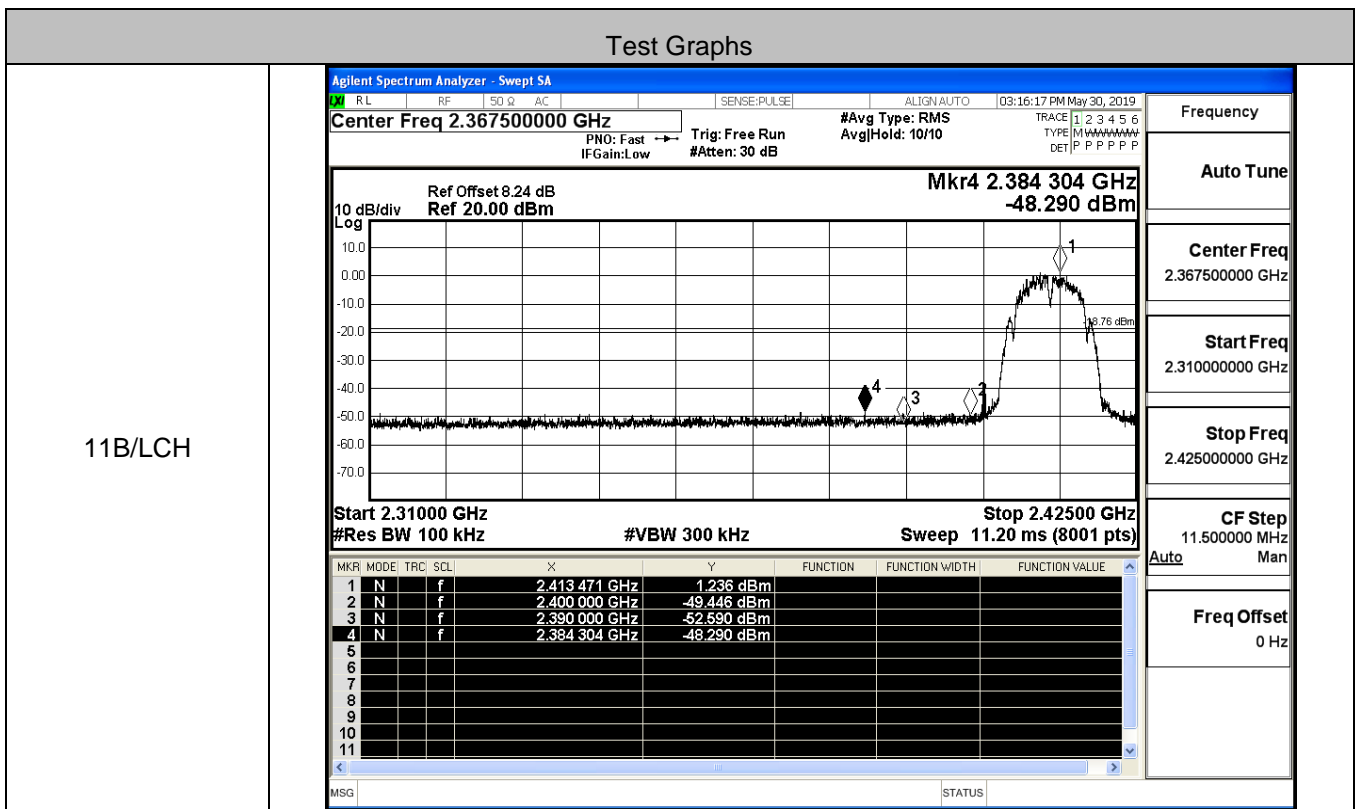 Test Graphs
11B/LCH
Agilent Spectrum Analyzer - Swept SA
LXI RL RF 50 Ω AC SENSE:PULSE ALIGN AUTO 03:16:17 PM May 30, 2019
Center Freq 2.367500000 GHz
PNO: Fast
IFGain:Low
Trig: Free Run
#Atten: 30 dB
#Avg Type: RMS
Avg|Hold: 10/10
TRACE 1 2 3 4 5 6
TYPE M WWWWW
DET P P P P P P
Ref Offset 8.24 dB
Ref 20.00 dBm
10 dB/div
Log
Mkr4 2.384 304 GHz
-48.290 dBm
10.0
0.00
-10.0
-20.0
-30.0
-40.0
-50.0
-60.0
-70.0
1
-18.76 dBm
4
3
2
Start 2.31000 GHz
#Res BW 100 kHz
#VBW 300 kHz
Stop 2.42500 GHz
Sweep 11.20 ms (8001 pts)
MKR MODE TRC SCL X Y FUNCTION FUNCTION WIDTH FUNCTION VALUE
1 N f 2.413 471 GHz 1.236 dBm
2 N f 2.400 000 GHz -49.446 dBm
3 N f 2.390 000 GHz -52.590 dBm
4 N f 2.384 304 GHz -48.290 dBm
5
6
7
8
9
10
11
MSG STATUS
Frequency
Auto Tune
Center Freq
2.367500000 GHz
Start Freq
2.310000000 GHz
Stop Freq
2.425000000 GHz
CF Step
11.500000 MHz
Auto Man
Freq Offset
0 Hz